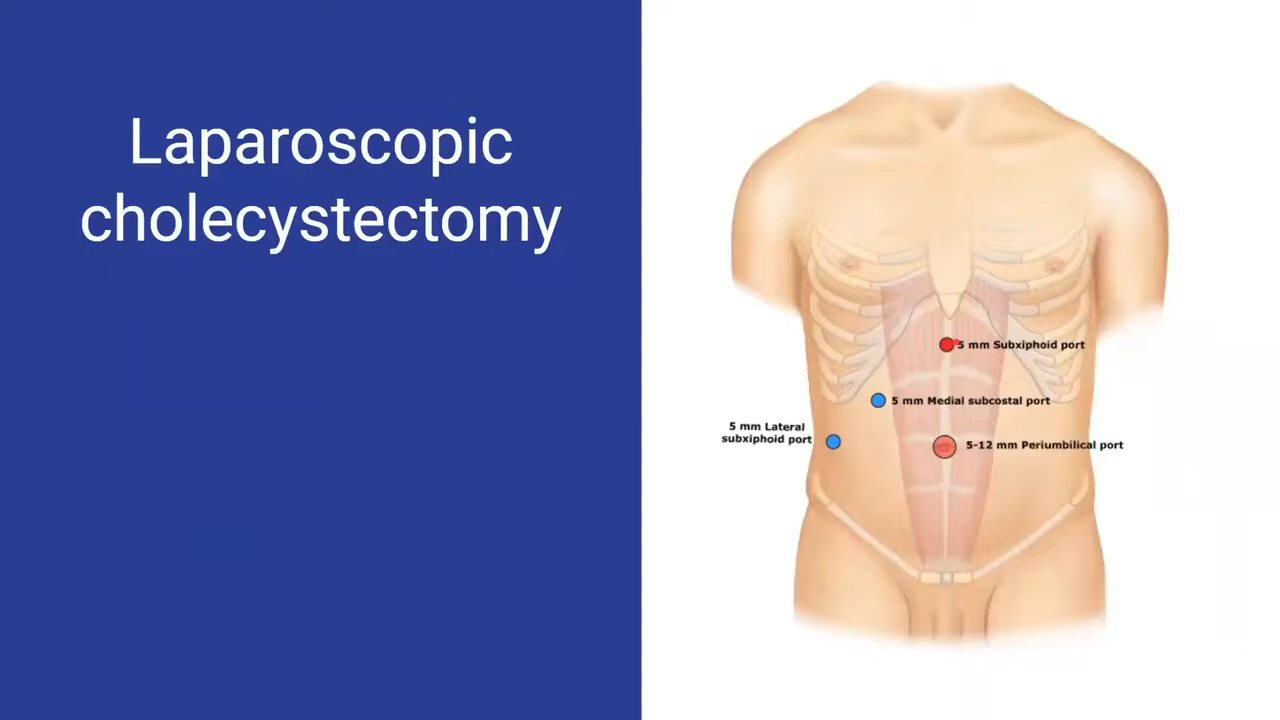 Laparoscopic
cholecystectomy
5 mm Subxiphoid port
5 mm Medial subcostal port
5 mm Lateral
subxiphoid port
5-12 mm Periumbilical port